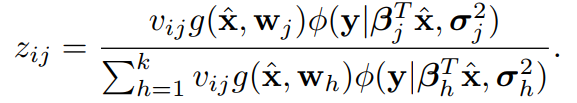 z_{ij} = \frac{v_{ij} g(\hat{\mathbf{x}}, \mathbf{w}_j) \phi(\mathbf{y} | \boldsymbol{\beta}_j^T \hat{\mathbf{x}}, \boldsymbol{\sigma}_j^2)}{\sum_{h=1}^{k} v_{ij} g(\hat{\mathbf{x}}, \mathbf{w}_h) \phi(\mathbf{y} | \boldsymbol{\beta}_h^T \hat{\mathbf{x}}, \boldsymbol{\sigma}_h^2)}.